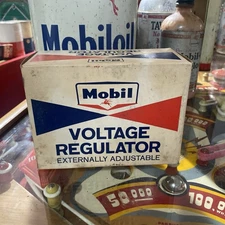 Mobiloil
Mobil
VOLTAGE
REGULATOR
EXTERNALLY ADJUSTABLE
50,000
100,0